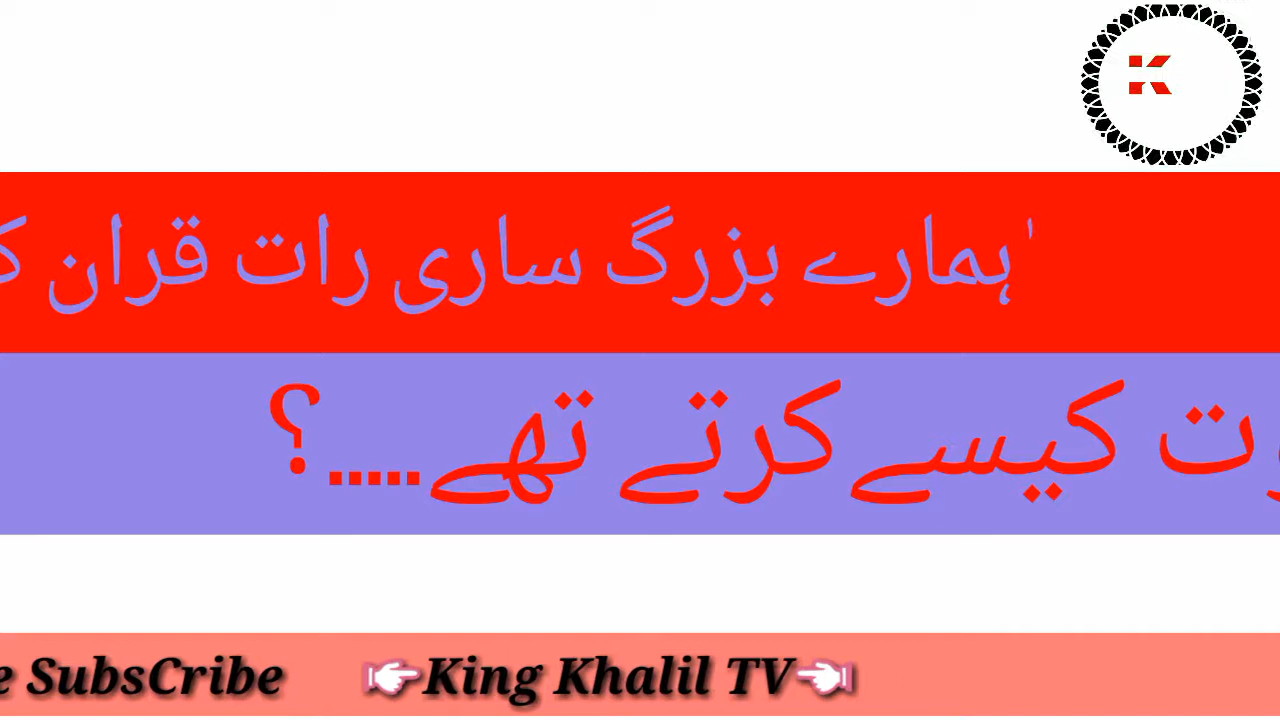 K
ہمارے بزرگ ساری رات قران
کیسے کرتے تھے.....؟
SubsCribe 👉King Khalil TV👈